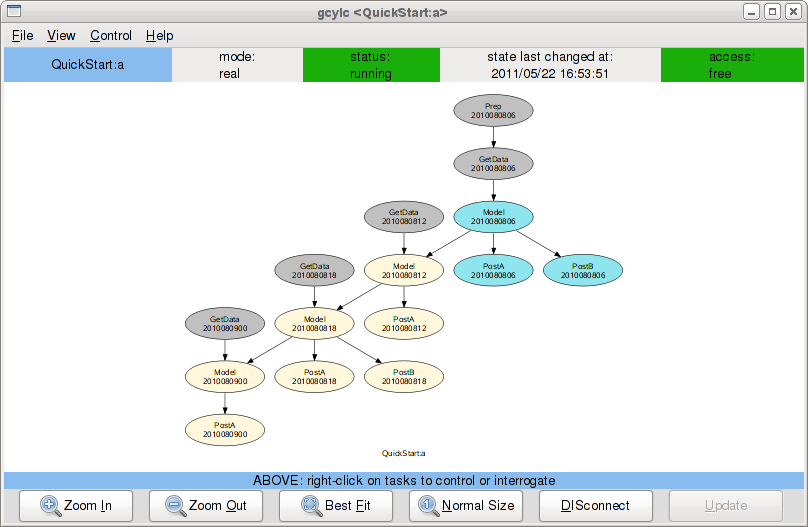 gcylc <QuickStart:a>
File View Control Help
QuickStart:a
mode:
real
status:
running
state last changed at:
2011/05/22 16:53:51
access:
free
Prep
2010080806
GetData
2010080806
GetData
2010080812
Model
2010080806
GetData
2010080818
Model
2010080812
PostA
2010080806
PostB
2010080806
GetData
2010080900
Model
2010080818
PostA
2010080812
Model
2010080900
PostA
2010080818
PostB
2010080818
PostA
2010080900
QuickStart:a
ABOVE: right-click on tasks to control or interrogate
Zoom In
Zoom Out
Best Fit
1
Normal Size
DISconnect
Update